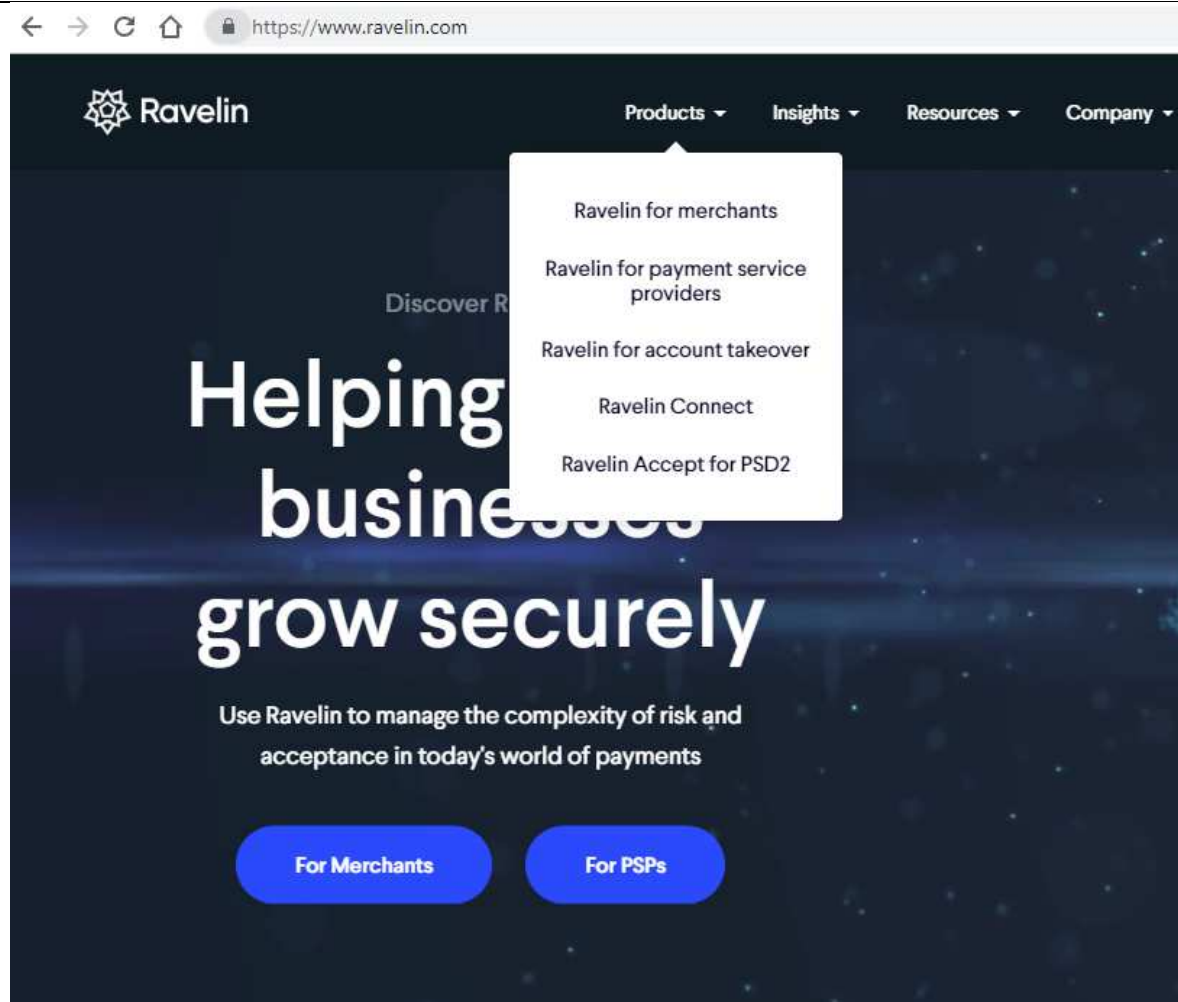 https://www.ravelin.com
Ravelin
Products
Insights
Resources
Company
Ravelin for merchants
Ravelin for payment service
providers
Ravelin for account takeover
Ravelin Connect
Ravelin Accept for PSD2
Discover R
Helping
businesses
grow securely
Use Ravelin to manage the complexity of risk and
acceptance in today's world of payments
For Merchants
For PSPs